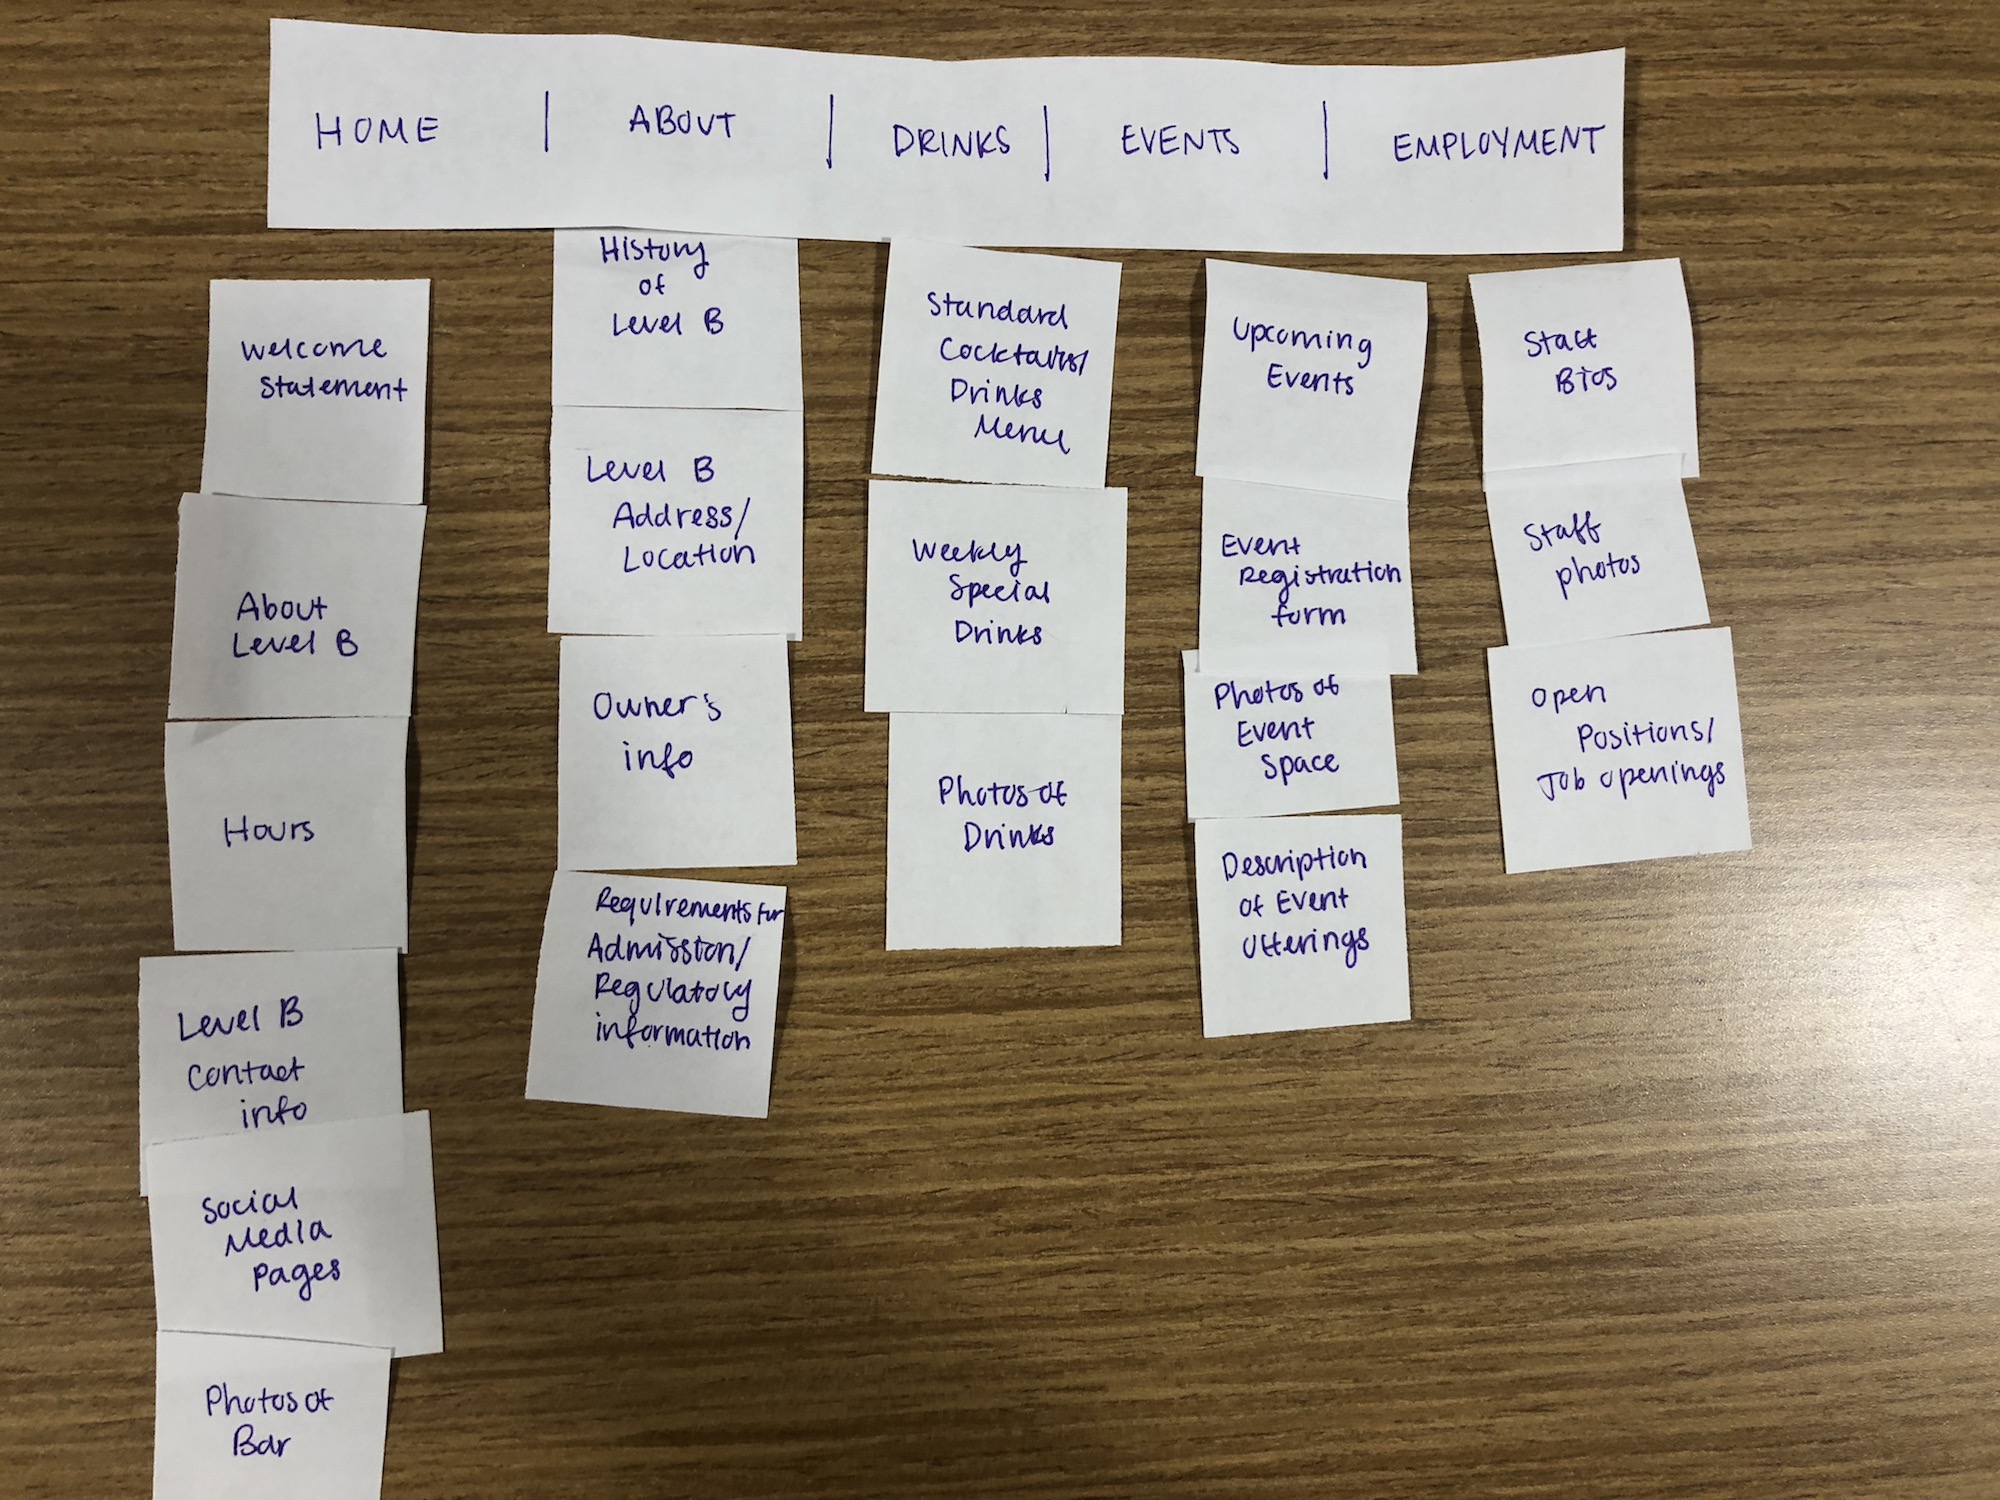 HOME | ABOUT | DRINKS | EVENTS | EMPLOYMENT
Welcome
Statement
About
Level B
Hours
Level B
Contact
info
Social
Media
Pages
Photos of
Bar
History
of
Level B
Level B
Address/
Location
Owner's
info
Requirements for
Admission/
Regulatory
information
Standard
Cocktails/
Drinks
Menu
Weekly
Special
Drinks
Photos of
Drinks
Upcoming
Events
Event
Registration
form
Photos of
Event
Space
Description
of Event
Offerings
Staff
Bios
Staff
photos
Open
Positions/
Job openings